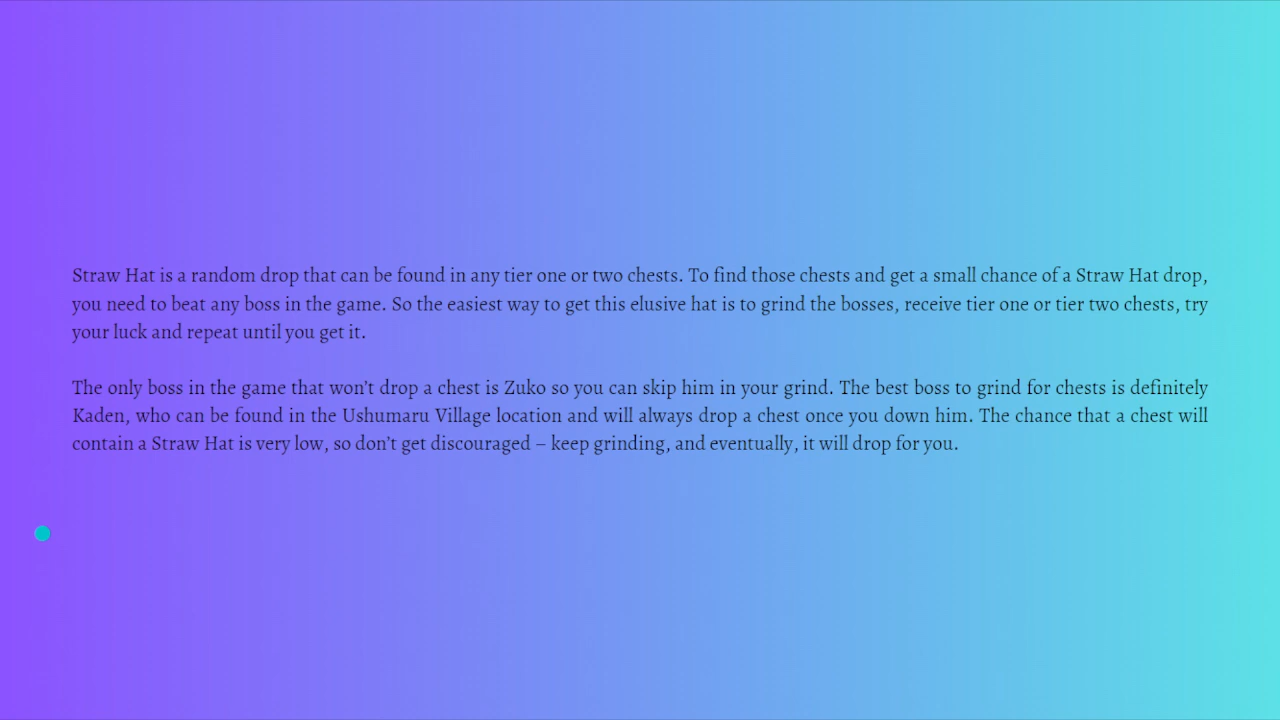 Straw Hat is a random drop that can be found in any tier one or two chests. To find those chests and get a small chance of a Straw Hat drop,
you need to beat any boss in the game. So the easiest way to get this elusive hat is to grind the bosses, receive tier one or tier two chests, try
your luck and repeat until you get it.
The only boss in the game that won’t drop a chest is Zuko so you can skip him in your grind. The best boss to grind for chests is definitely
Kaden, who can be found in the Ushumaru Village location and will always drop a chest once you down him. The chance that a chest will
contain a Straw Hat is very low, so don’t get discouraged – keep grinding, and eventually, it will drop for you.